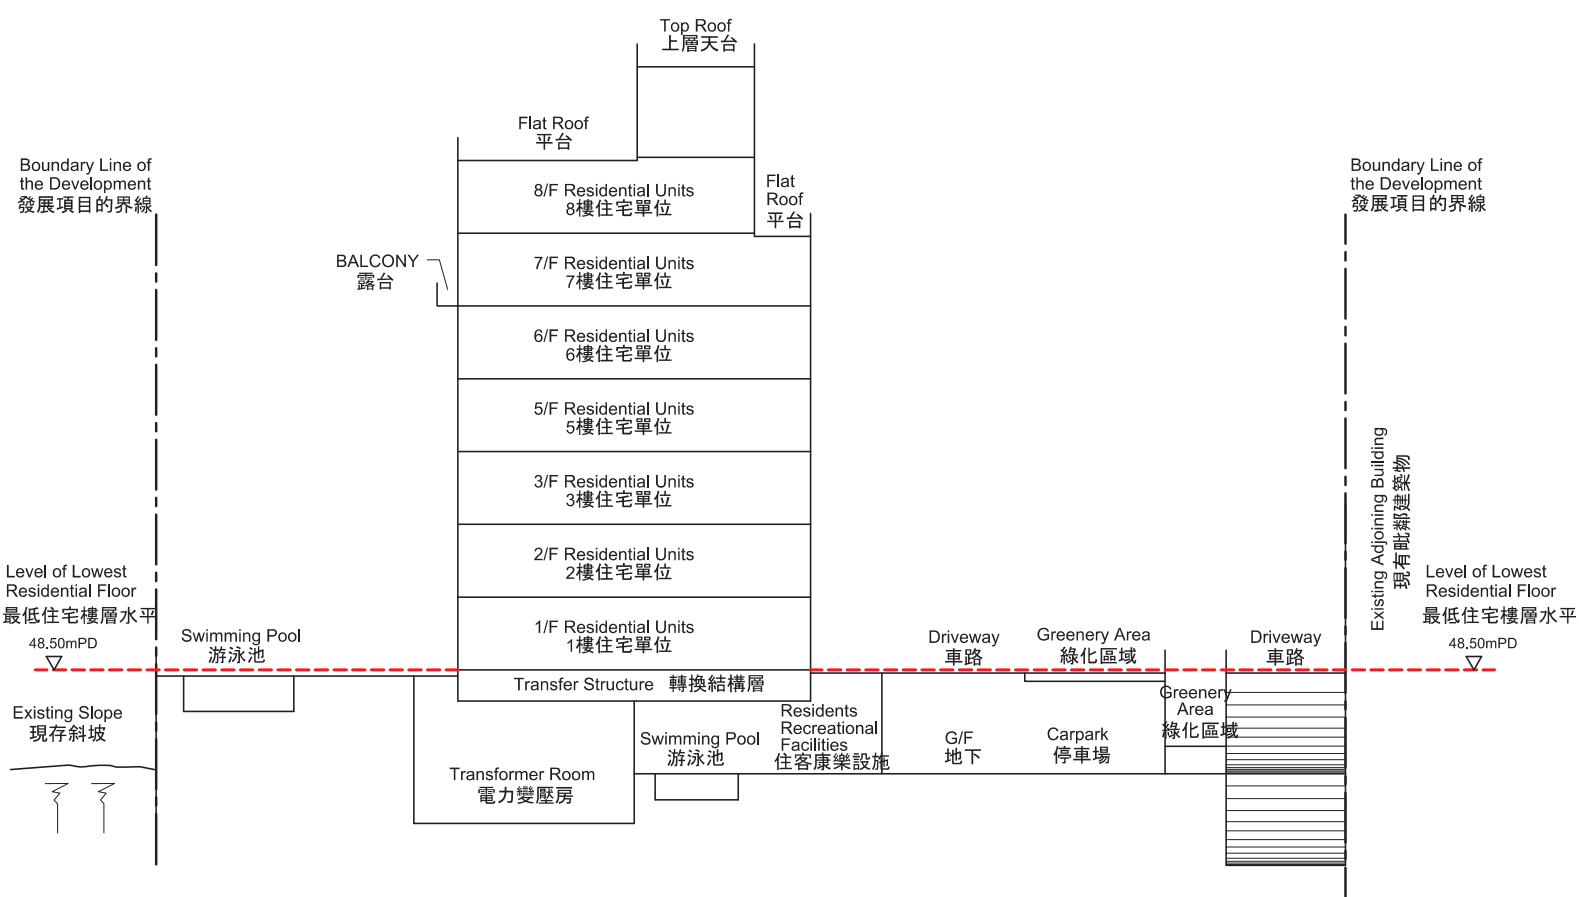 Top Roof
上層天台
Flat Roof
平台
Boundary Line of
the Development
發展項目的界線
Boundary Line of
the Development
發展項目的界線
8/F Residential Units
8樓住宅單位
Flat
Roof
平台
BALCONY
露台
7/F Residential Units
7樓住宅單位
6/F Residential Units
6樓住宅單位
5/F Residential Units
5樓住宅單位
3/F Residential Units
3樓住宅單位
2/F Residential Units
2樓住宅單位
1/F Residential Units
1樓住宅單位
Existing Adjoining Building
現有毗鄰建築物
Level of Lowest
Residential Floor
最低住宅樓層水平
48.50mPD
Level of Lowest
Residential Floor
最低住宅樓層水平
48.50mPD
Swimming Pool
游泳池
Driveway
車路
Greenery Area
綠化區域
Driveway
車路
Transfer Structure 轉換結構層
Existing Slope
現存斜坡
Greenery
Area
綠化區域
Residents
Recreational
Facilities
住客康樂設施
Swimming Pool
游泳池
G/F
地下
Carpark
停車場
Transformer Room
電力變壓房